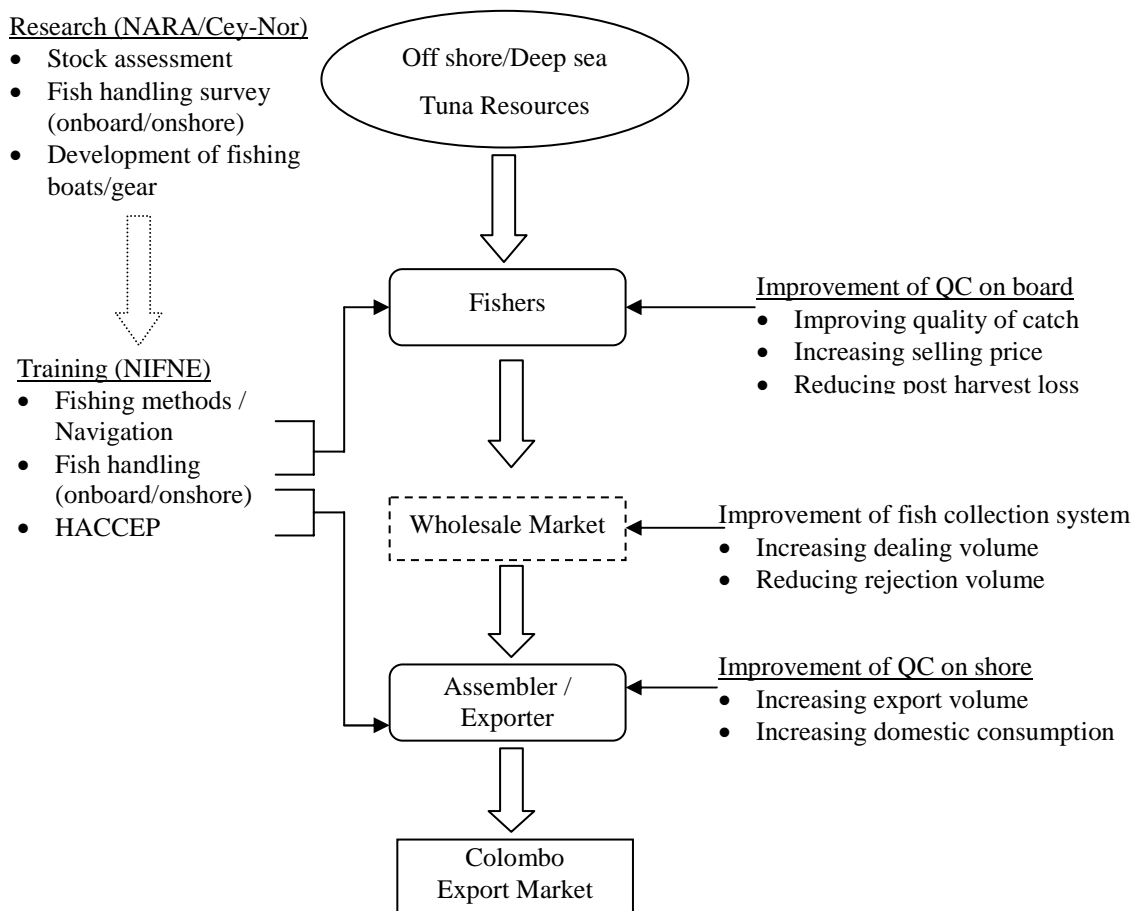 Research (NARA/Cey-Nor)
• Stock assessment
• Fish handling survey
(onboard/onshore)
• Development of fishing
boats/gear
Off shore/Deep sea
Tuna Resources
Fishers
Improvement of QC on board
• Improving quality of catch
• Increasing selling price
• Reducing post harvest loss
Training (NIFNE)
• Fishing methods /
Navigation
• Fish handling
(onboard/onshore)
• HACCEP
Wholesale Market
Improvement of fish collection system
• Increasing dealing volume
• Reducing rejection volume
Assembler /
Exporter
Improvement of QC on shore
• Increasing export volume
• Increasing domestic consumption
Colombo
Export Market